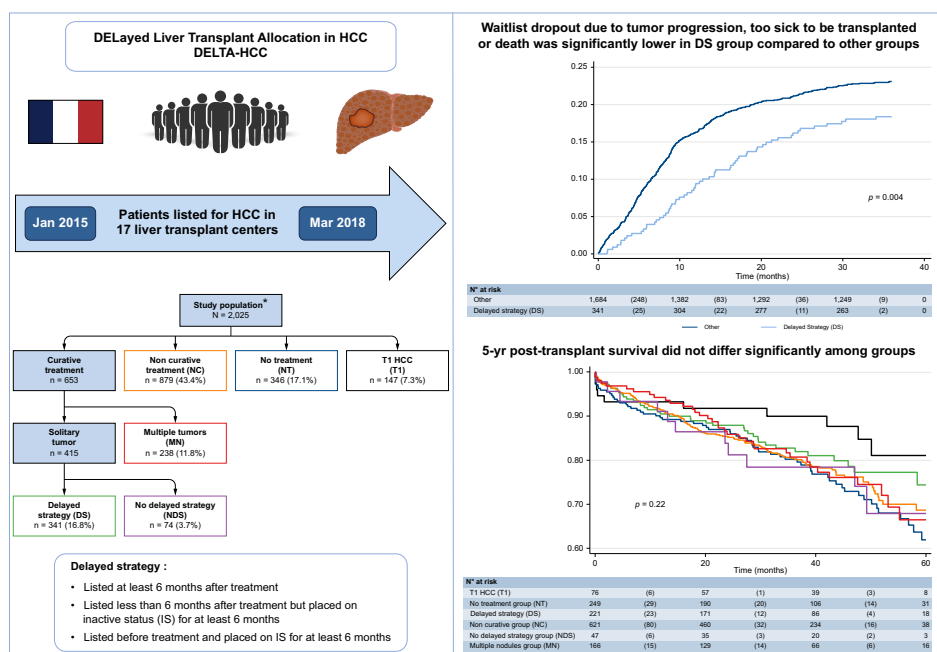 DELayed Liver Transplant Allocation in HCC
DELTA-HCC
Jan 2015
Patients listed for HCC in
17 liver transplant centers
Mar 2018
Study population*
N = 2,025
Curative
treatment
n = 653
Non curative
treatment (NC)
n = 879 (43.4%)
No treatment
(NT)
n = 346 (17.1%)
T1 HCC
(T1)
n = 147 (7.3%)
Solitary
tumor
n = 415
Multiple tumors
(MN)
n = 238 (11.8%)
Delayed
strategy (DS)
n = 341 (16.8%)
No delayed strategy
(NDS)
n = 74 (3.7%)
Delayed strategy :
• Listed at least 6 months after treatment
• Listed less than 6 months after treatment but placed on
inactive status (IS) for at least 6 months
• Listed before treatment and placed on IS for at least 6 months
Waitlist dropout due to tumor progression, too sick to be transplanted
or death was significantly lower in DS group compared to other groups
0.25
0.20
0.15
0.10
0.05
0.00
p = 0.004
0 10 20 30 40
Time (months)
N° at risk
Other 1,684 (248) 1,382 (83) 1,292 (36) 1,249 (9) 0
Delayed strategy (DS) 341 (25) 304 (22) 277 (11) 263 (2) 0
Other Delayed Strategy (DS)
5-yr post-transplant survival did not differ significantly among groups
1.00
0.90
0.80
0.70
0.60
p = 0.22
0 20 40 60
Time (months)
N° at risk
T1 HCC (T1) 76 (6) 57 (1) 39 (3) 8
No treatment group (NT) 249 (29) 190 (20) 106 (14) 31
Delayed strategy (DS) 221 (23) 171 (12) 86 (4) 18
Non curative group (NC) 621 (80) 460 (32) 234 (16) 38
No delayed strategy group (NDS) 47 (6) 35 (3) 20 (2) 3
Multiple nodules group (MN) 166 (15) 129 (14) 66 (6) 16